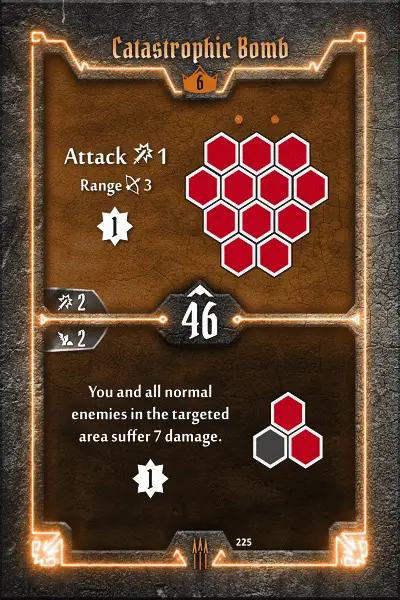 Catastrophic Bomb
6
Attack 1
Range 3
1
2
46
2
You and all normal
enemies in the targeted
area suffer 7 damage.
1
225